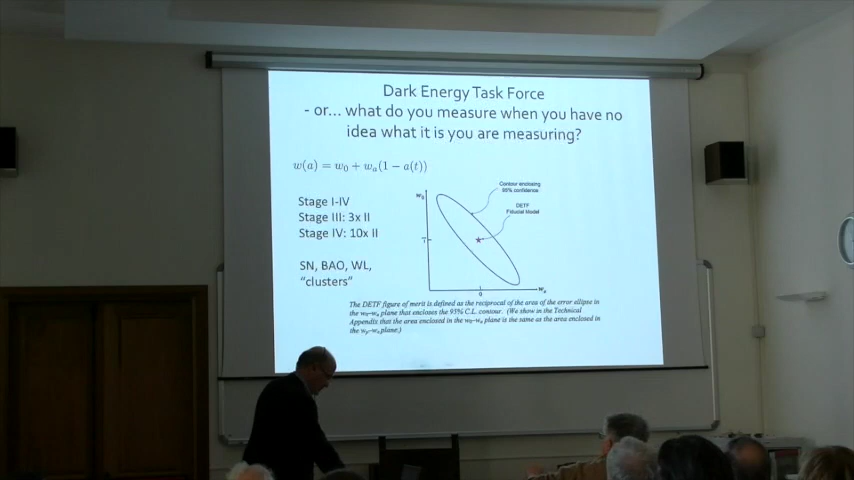 Dark Energy Task Force
- or... what do you measure when you have no
idea what it is you are measuring?
w(a) = w₀ + wₐ(1 − a(t))
Stage I-IV
Stage III: 3x II
Stage IV: 10x II
SN, BAO, WL,
"clusters"
Contour enclosing
95% confidence
DETF
Fiducial Model
w₀
-1
0
wₐ
The DETF figure of merit is defined as the reciprocal of the area of the error ellipse in
the w₀-wₐ plane that encloses the 95% C.L. contour. (We show in the Technical
Appendix that the area enclosed in the w₀-wₐ plane is the same as the area enclosed in
the wₚ-wₐ plane.)